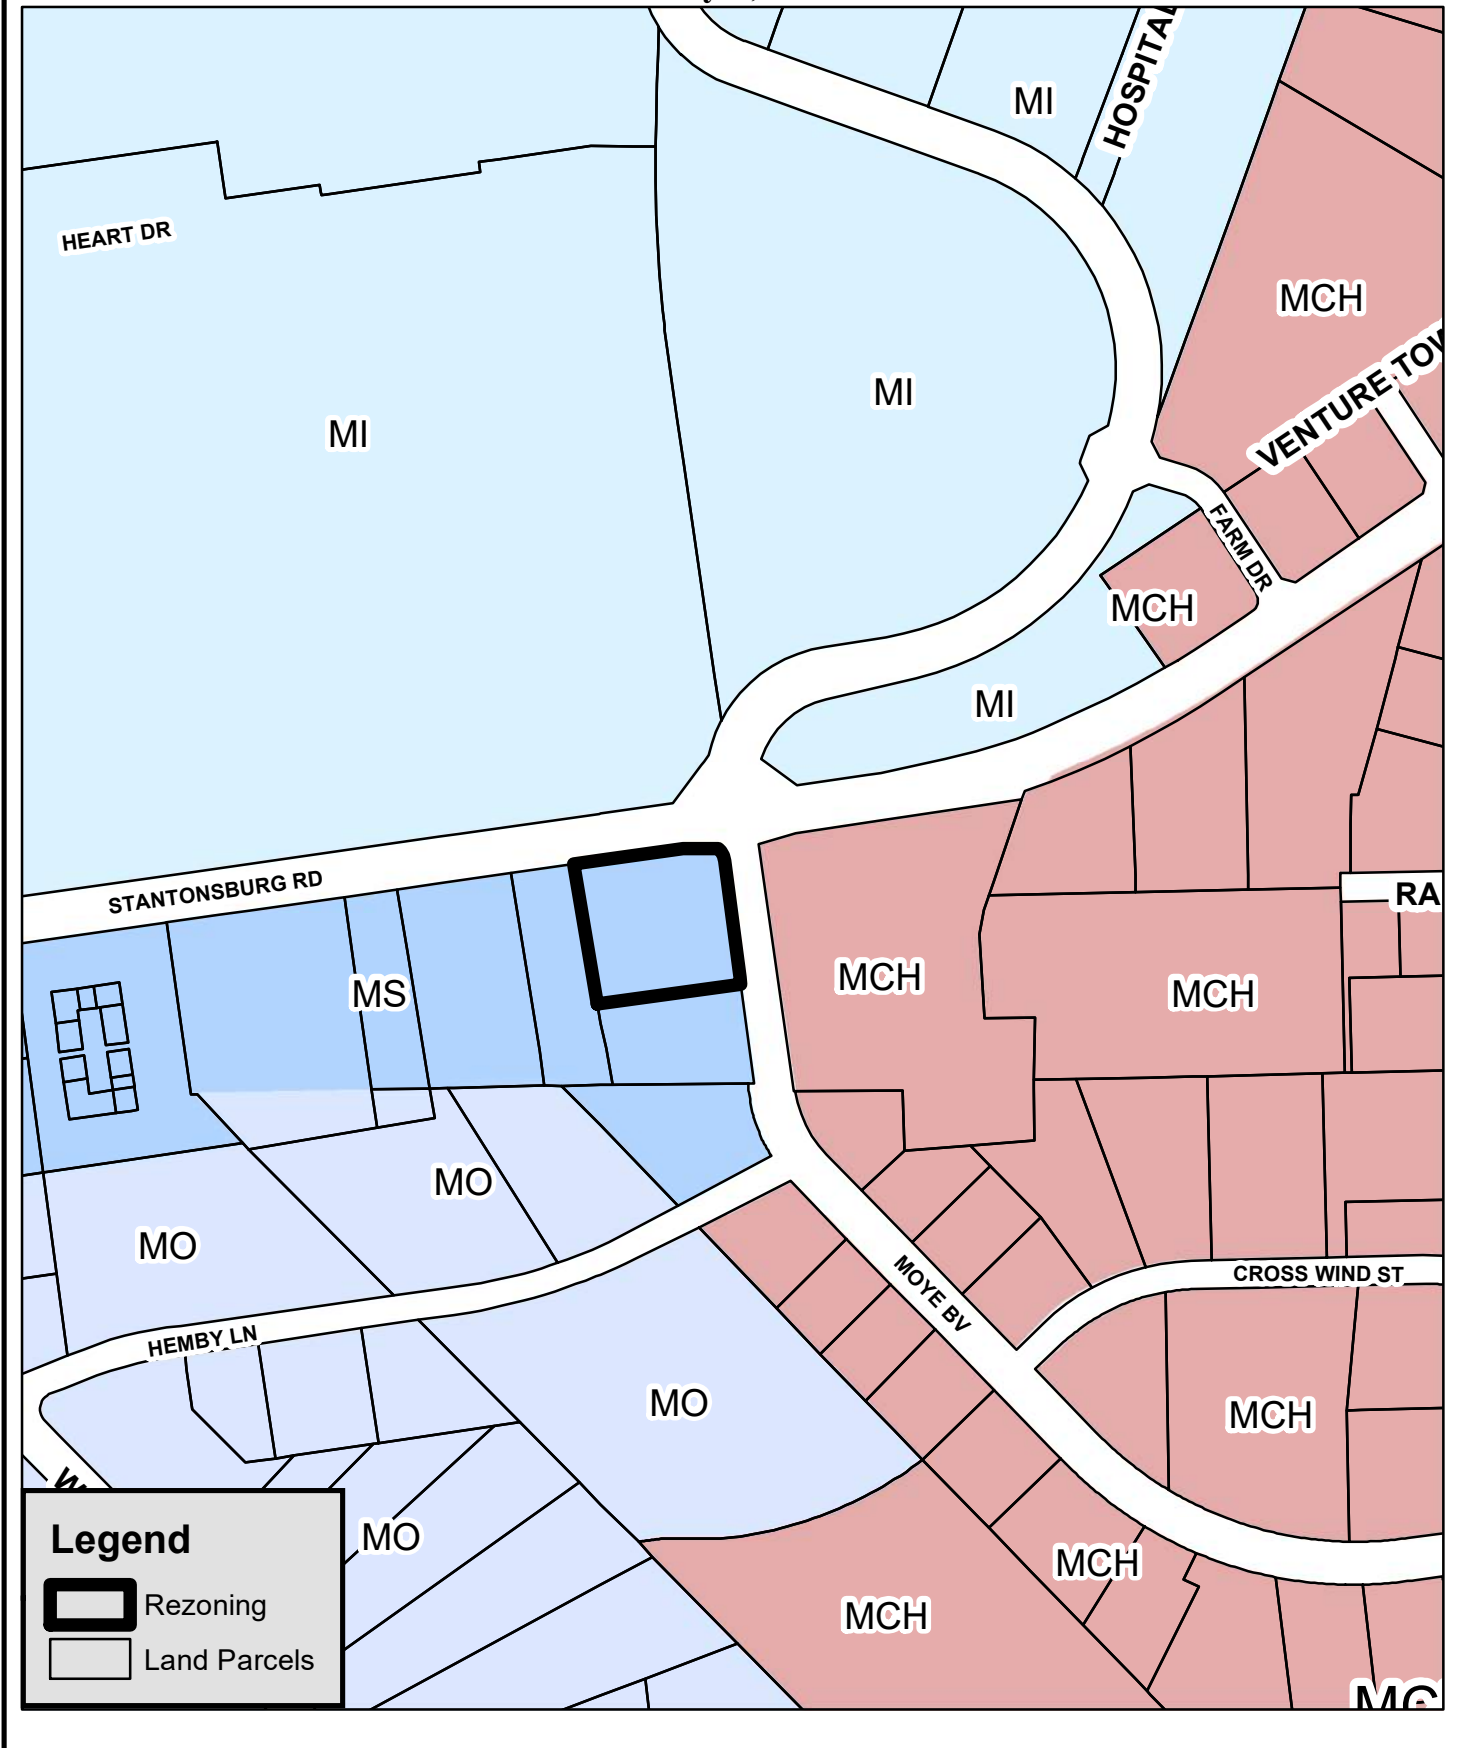 MI
HOSPITAL
HEART DR
MCH
VENTURE TOW
MI
MI
FARM DR
MCH
MI
STANTONSBURG RD
RA
MS
MCH
MCH
MO
MO
MOYE BV
CROSS WIND ST
HEMBY LN
MO
MCH
W
MO
MCH
MCH
MC
Legend
Rezoning
Land Parcels